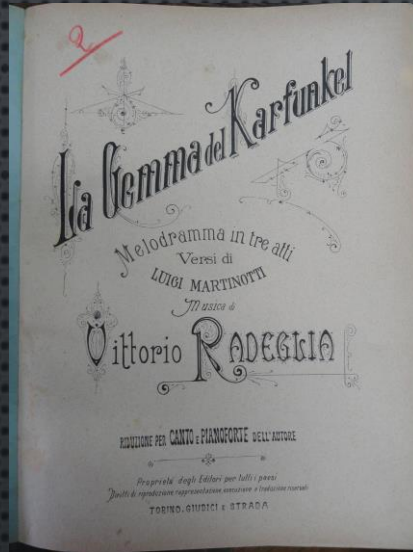 2
La Gemma del Karfunkel
Melodramma in tre atti
Versi di
LUIGI MARTINOTTI
Musica di
Vittorio RADEGLIA
RIDUZIONE PER CANTO E PIANOFORTE DELL'AUTORE
Proprietà degli Editori per tutti i paesi
Diritti di riproduzione rappresentazione esecuzione e traduzione riservati
TORINO, GIUDICI E STRADA